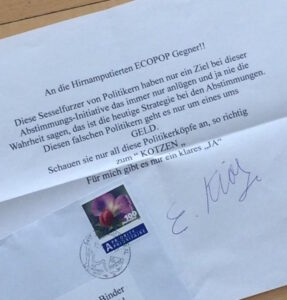 An die Hirnamputierten ECOPOP Gegner!!
Diese Sesselfurzer von Politikern haben nur ein Ziel bei dieser
Abstimmungs-Initiative das immer nur anlügen und ja nie die
Wahrheit sagen, das ist die heutige Strategie bei den Abstimmungen.
Diesen falschen Politikern geht es nur um eines ums
GELD.
Schauen sie nur all diese Politikerköpfe an, so richtig
zum " KOTZEN „
Für mich gibt es nur ein klares „JA"
E.
100
A
Binder